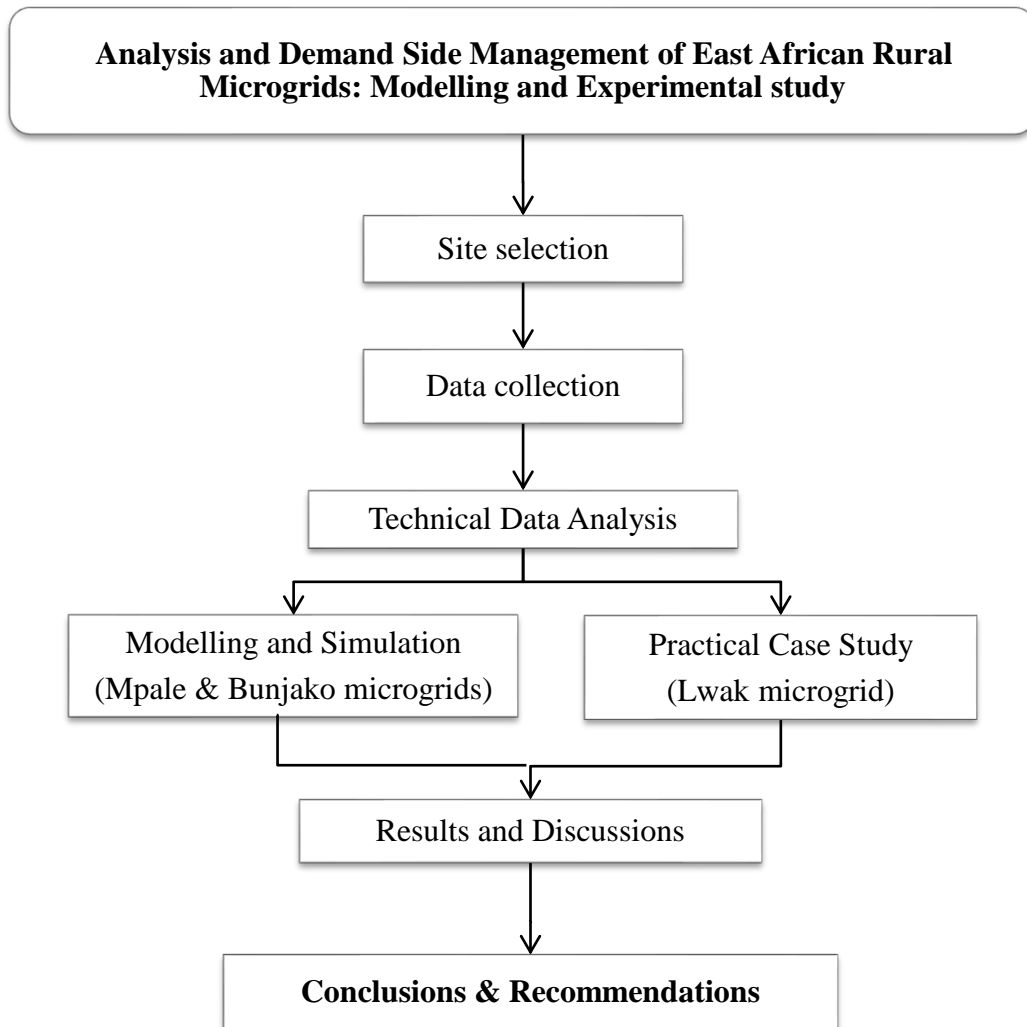 Analysis and Demand Side Management of East African Rural
Microgrids: Modelling and Experimental study
Site selection
Data collection
Technical Data Analysis
Modelling and Simulation
(Mpale & Bunjako microgrids)
Practical Case Study
(Lwak microgrid)
Results and Discussions
Conclusions & Recommendations